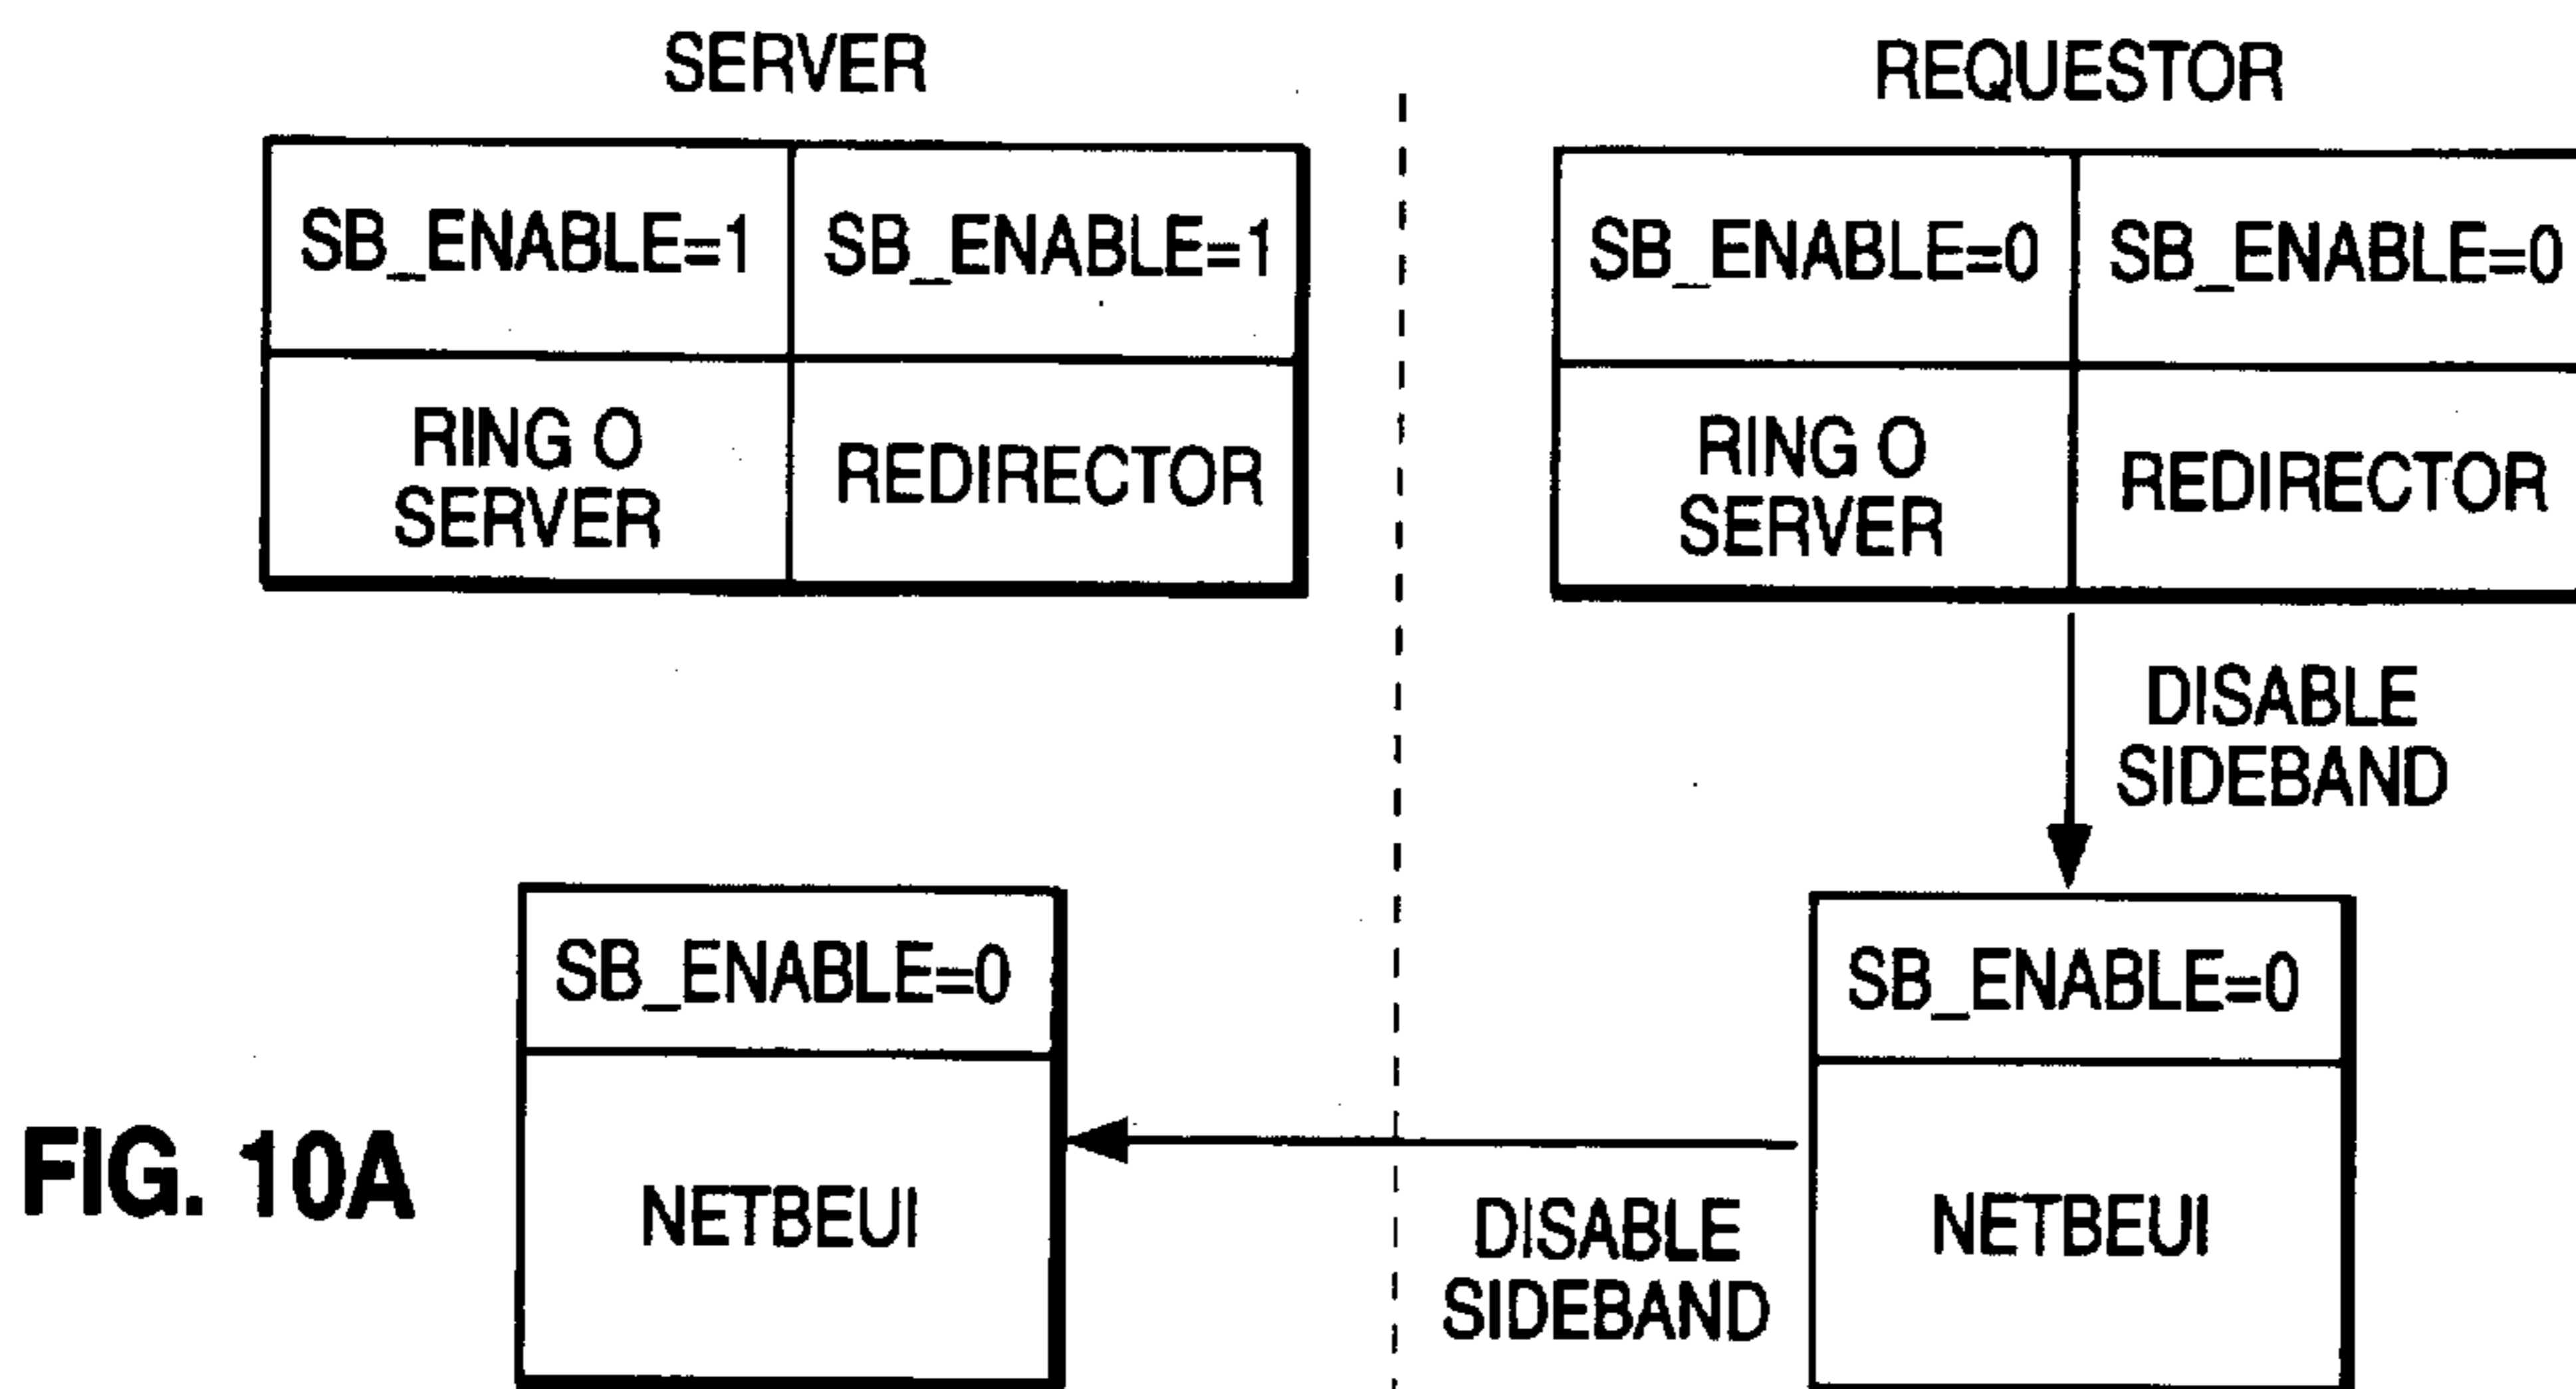 SERVER
REQUESTOR
SB_ENABLE=1
SB_ENABLE=1
SB_ENABLE=0
SB_ENABLE=0
RING O
SERVER
REDIRECTOR
RING O
SERVER
REDIRECTOR
DISABLE
SIDEBAND
SB_ENABLE=0
SB_ENABLE=0
NETBEUI
NETBEUI
DISABLE
SIDEBAND
FIG. 10A